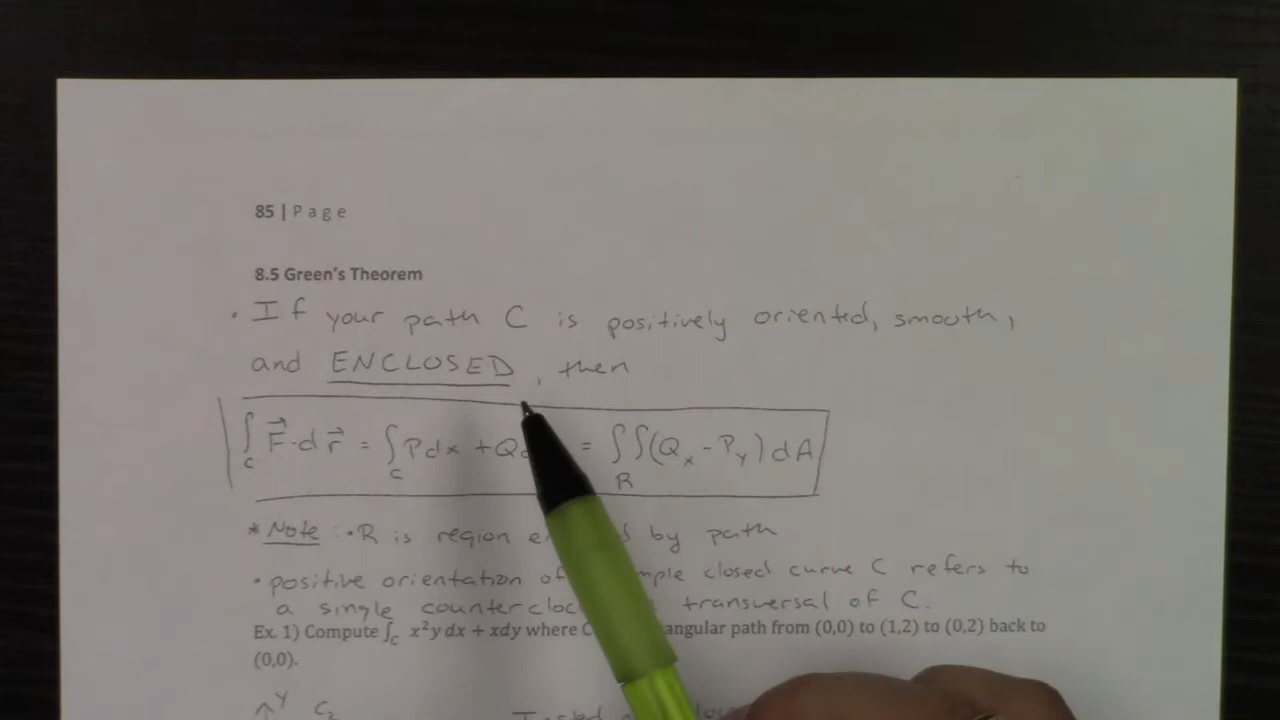 85 | Page
8.5 Green's Theorem
• If your path C is positively oriented, smooth,
and ENCLOSED, then
∫_C F⃗·dr⃗ = ∫_C Pdx + Q = ∫∫_R (Q_x - P_y) dA
* Note: • R is region by path
• positive orientation of closed curve C refers to
a single transversal of C.
Ex. 1) Compute ∫_C x²y dx + xdy where C path from (0,0) to (1,2) to (0,2) back to
(0,0).
y C₂